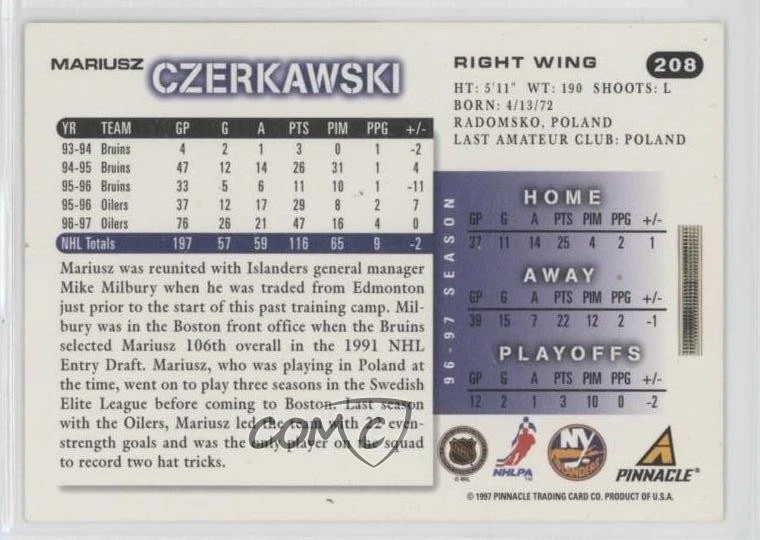 MARIUSZ CZERKAWSKI
RIGHT WING 208
HT: 5'11" WT: 190 SHOOTS: L
BORN: 4/13/72
RADOMSKO, POLAND
LAST AMATEUR CLUB: POLAND
YR TEAM GP G A PTS PIM PPG +/-
93-94 Bruins 4 2 1 3 0 1 -2
94-95 Bruins 47 12 14 26 31 1 4
95-96 Bruins 33 5 6 11 10 1 -11
95-96 Oilers 37 12 17 29 8 2 7
96-97 Oilers 76 26 21 47 16 4 0
NHL Totals 197 57 59 116 65 9 -2
Mariusz was reunited with Islanders general manager
Mike Milbury when he was traded from Edmonton
just prior to the start of this past training camp. Mil-
bury was in the Boston front office when the Bruins
selected Mariusz 106th overall in the 1991 NHL
Entry Draft. Mariusz, who was playing in Poland at
the time, went on to play three seasons in the Swedish
Elite League before coming to Boston. Last season
with the Oilers, Mariusz led the team with 22 even-
strength goals and was the only player on the squad
to record two hat tricks.
96-97 SEASON
HOME
GP G A PTS PIM PPG +/-
37 11 14 25 4 2 1
AWAY
GP G A PTS PIM PPG +/-
39 15 7 22 12 2 -1
PLAYOFFS
GP G A PTS PIM PPG +/-
12 2 1 3 10 0 -2
COMC
NHL
© NHL
NHLPA
NY
ISLANDERS
PINNACLE®
© 1997 PINNACLE TRADING CARD CO. PRODUCT OF U.S.A.